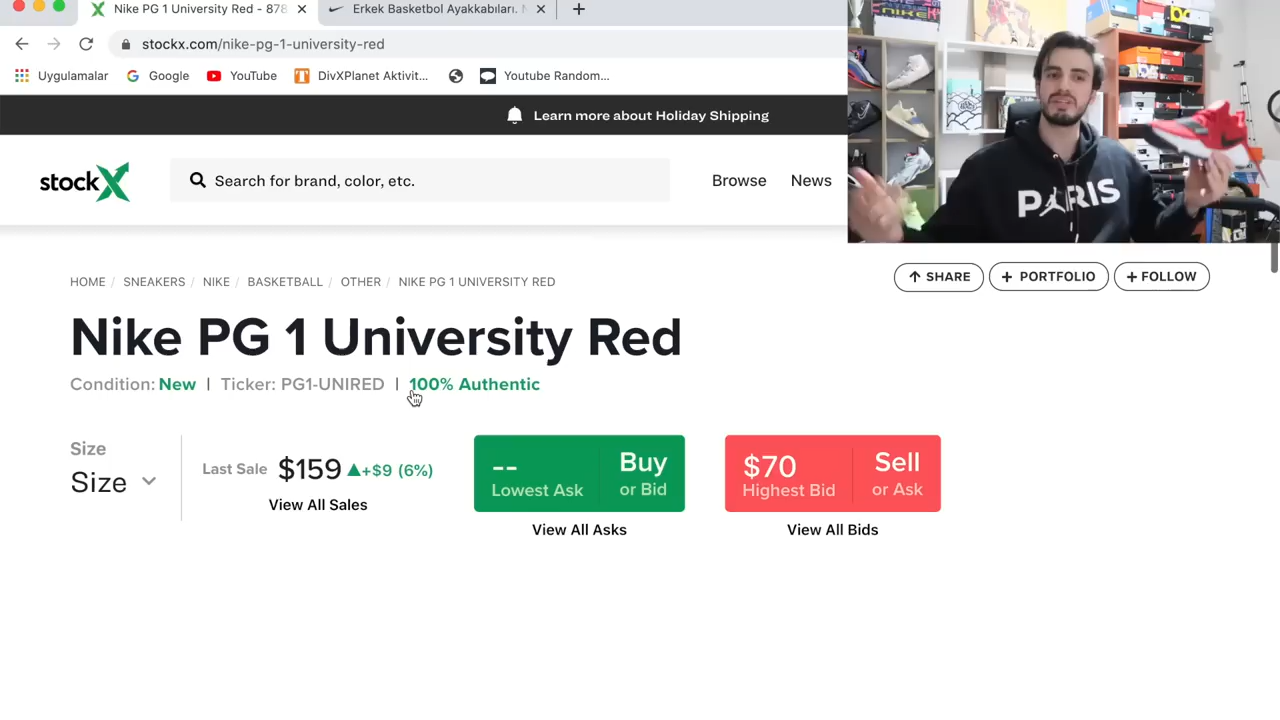 Nike PG 1 University Red - 878
Erkek Basketbol Ayakkabıları.
stockx.com/nike-pg-1-university-red
Uygulamalar
Google
YouTube
DivXPlanet Aktivit...
Youtube Random...
Learn more about Holiday Shipping
stockX
Search for brand, color, etc.
Browse
News
PARIS
NIKE
HOME / SNEAKERS / NIKE / BASKETBALL / OTHER / NIKE PG 1 UNIVERSITY RED
SHARE
+ PORTFOLIO
+ FOLLOW
Nike PG 1 University Red
Condition: New | Ticker: PG1-UNIRED | 100% Authentic
Size
Size
Last Sale $159 ▲+$9 (6%)
View All Sales
--
Lowest Ask
Buy
or Bid
View All Asks
$70
Highest Bid
Sell
or Ask
View All Bids